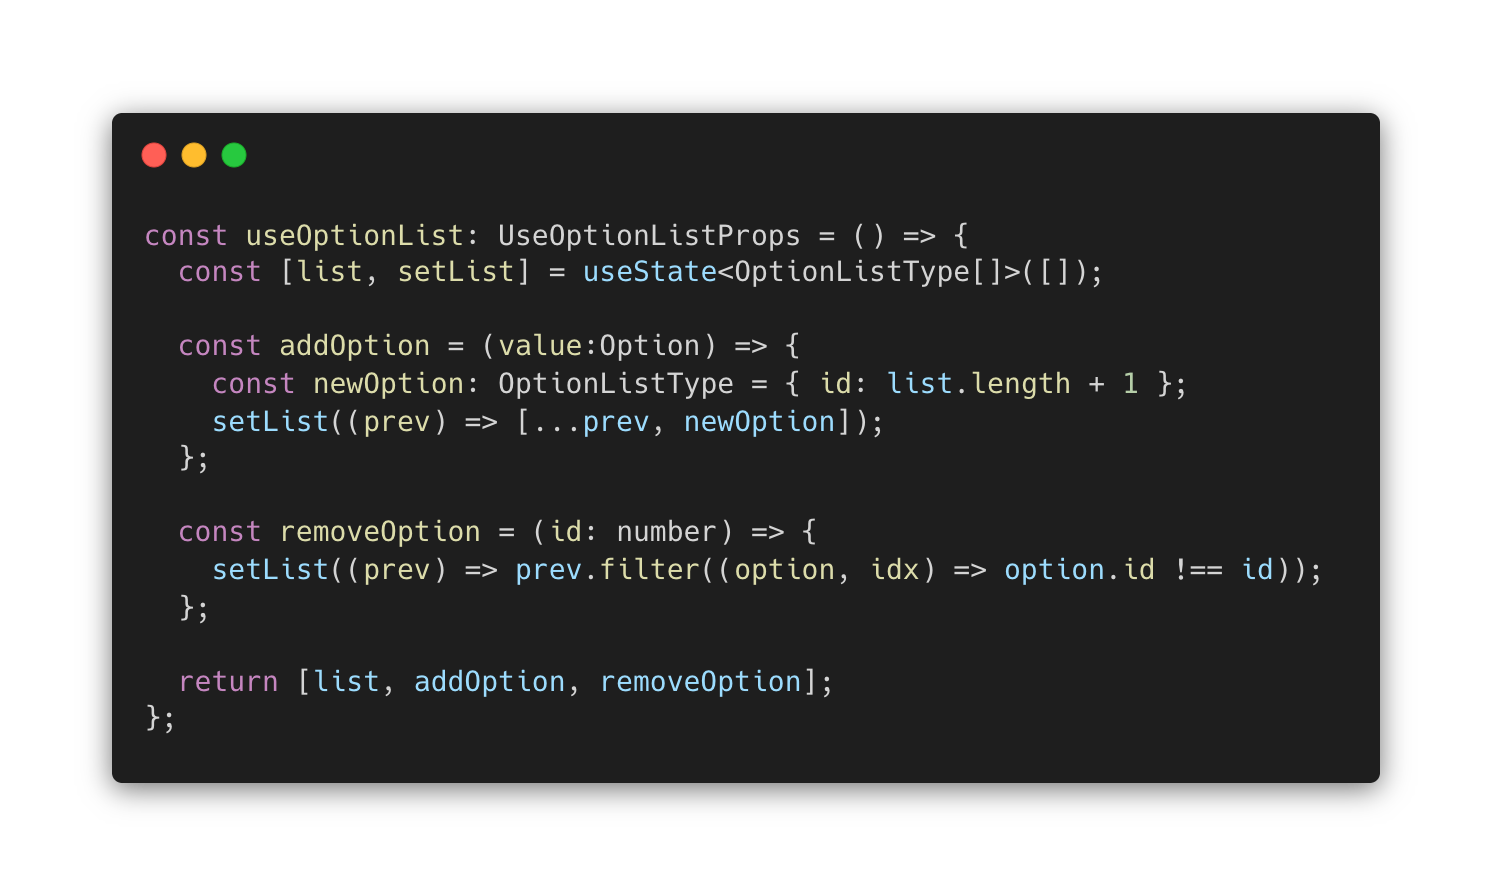 const useOptionList: UseOptionListProps = () => {
  const [list, setList] = useState<OptionListType[]>([]);

  const addOption = (value:Option) => {
    const newOption: OptionListType = { id: list.length + 1 };
    setList((prev) => [...prev, newOption]);
  };

  const removeOption = (id: number) => {
    setList((prev) => prev.filter((option, idx) => option.id !== id));
  };

  return [list, addOption, removeOption];
};